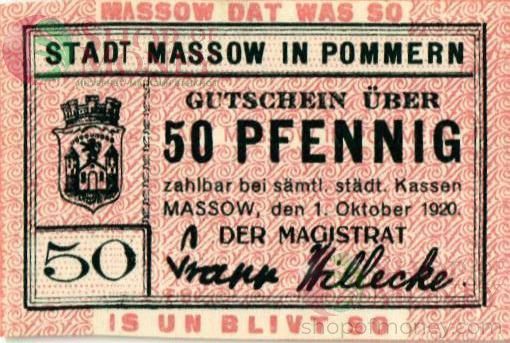 MASSOW DAT WAS SO
STADT MASSOW IN POMMERN
GUTSCHEIN ÜBER
50 PFENNIG
zahlbar bei sämtl. städt. Kassen
MASSOW, den 1. Oktober 1920.
DER MAGISTRAT
Willecke.
50
IS UN BLIVT SO
shopofmoney.com